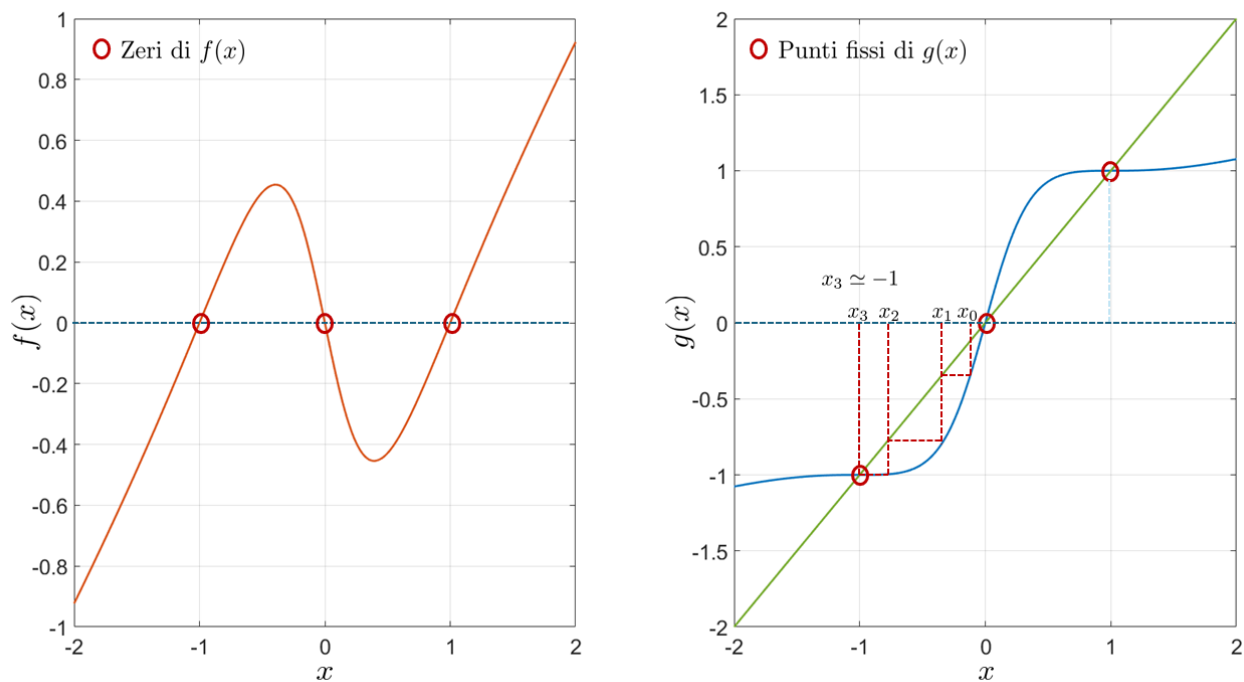 Zeri di f(x)
1
0.8
0.6
0.4
0.2
0
-0.2
-0.4
-0.6
-0.8
-1
f(x)
-2 -1 0 1 2
x
Punti fissi di g(x)
2
1.5
1
0.5
0
-0.5
-1
-1.5
-2
g(x)
x₃ ≃ −1
x₃ x₂ x₁ x₀
-2 -1 0 1 2
x